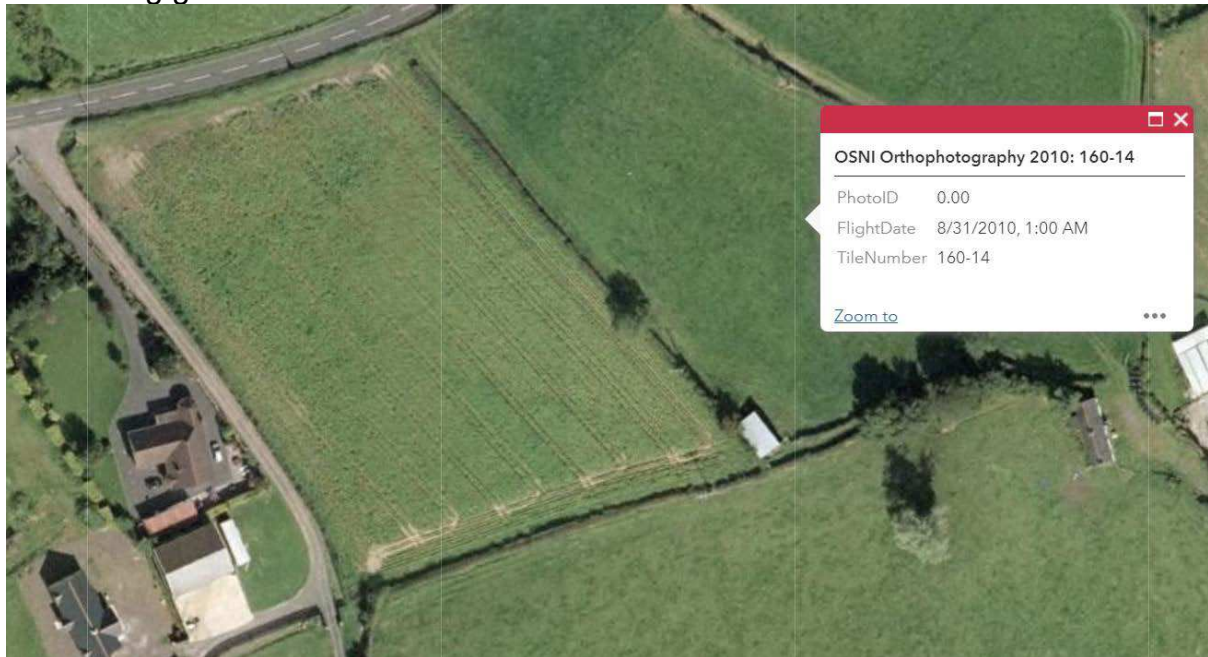 OSNI Orthophotography 2010: 160-14
PhotoID 0.00
FlightDate 8/31/2010, 1:00 AM
TileNumber 160-14
Zoom to